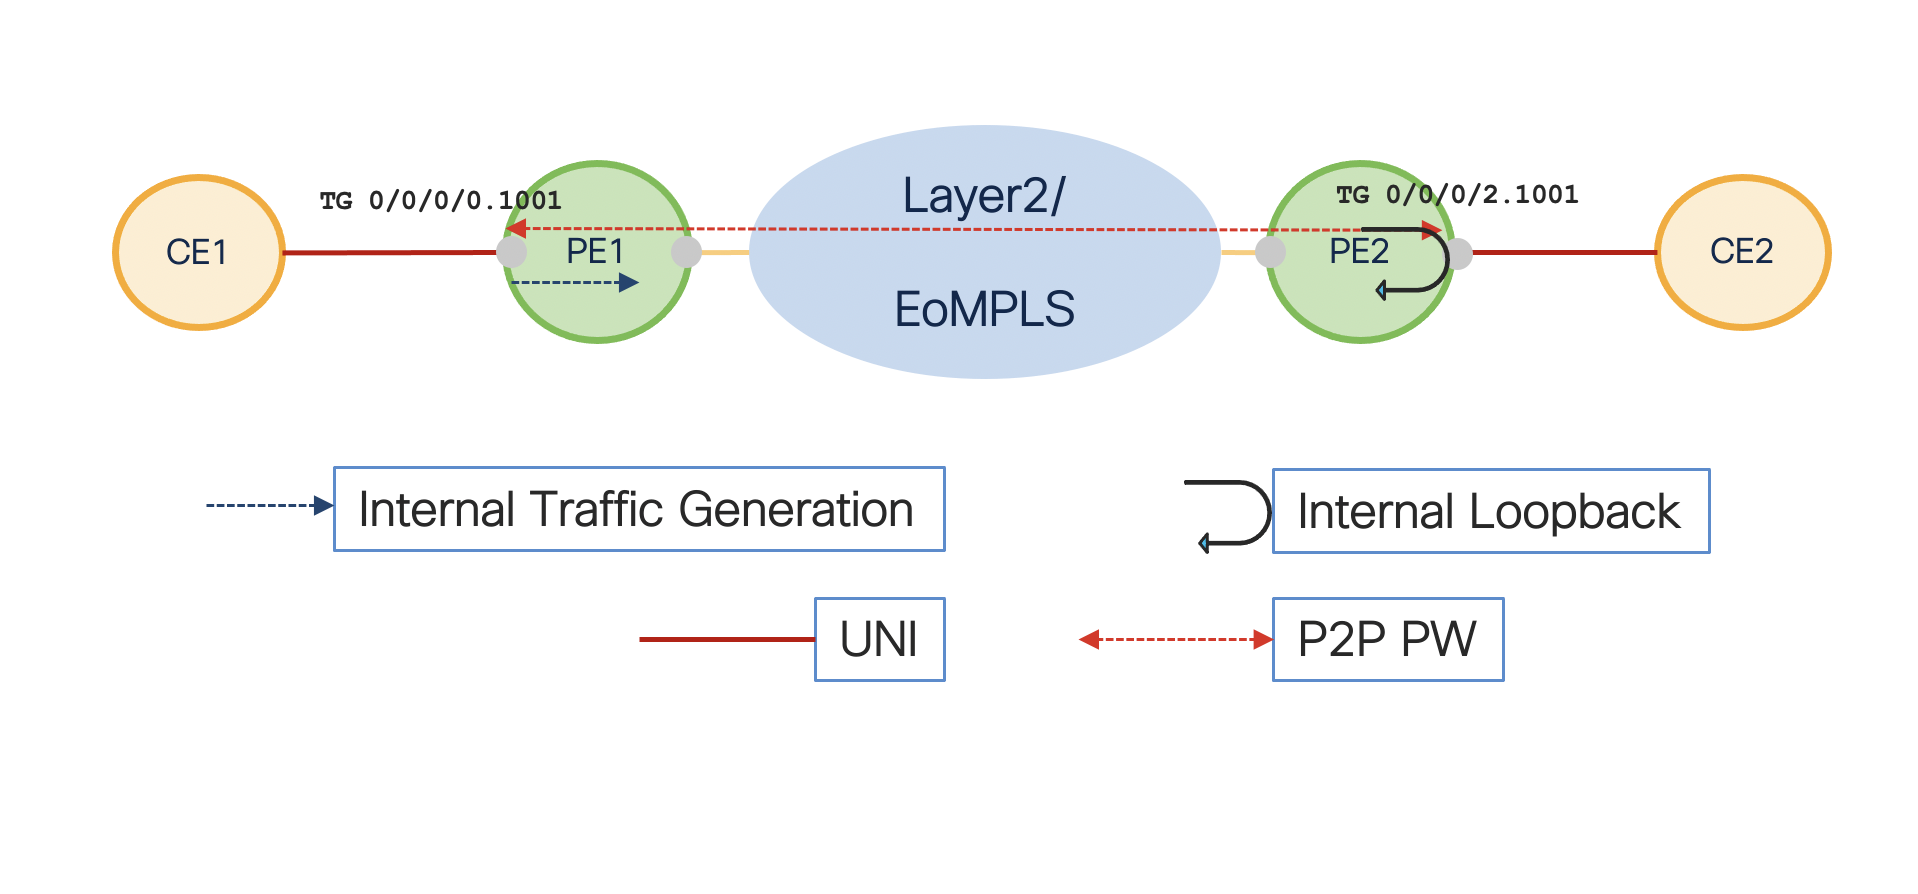 TG 0/0/0/0.1001
TG 0/0/0/2.1001
CE1
PE1
Layer2/
EoMPLS
PE2
CE2
Internal Traffic Generation
Internal Loopback
UNI
P2P PW